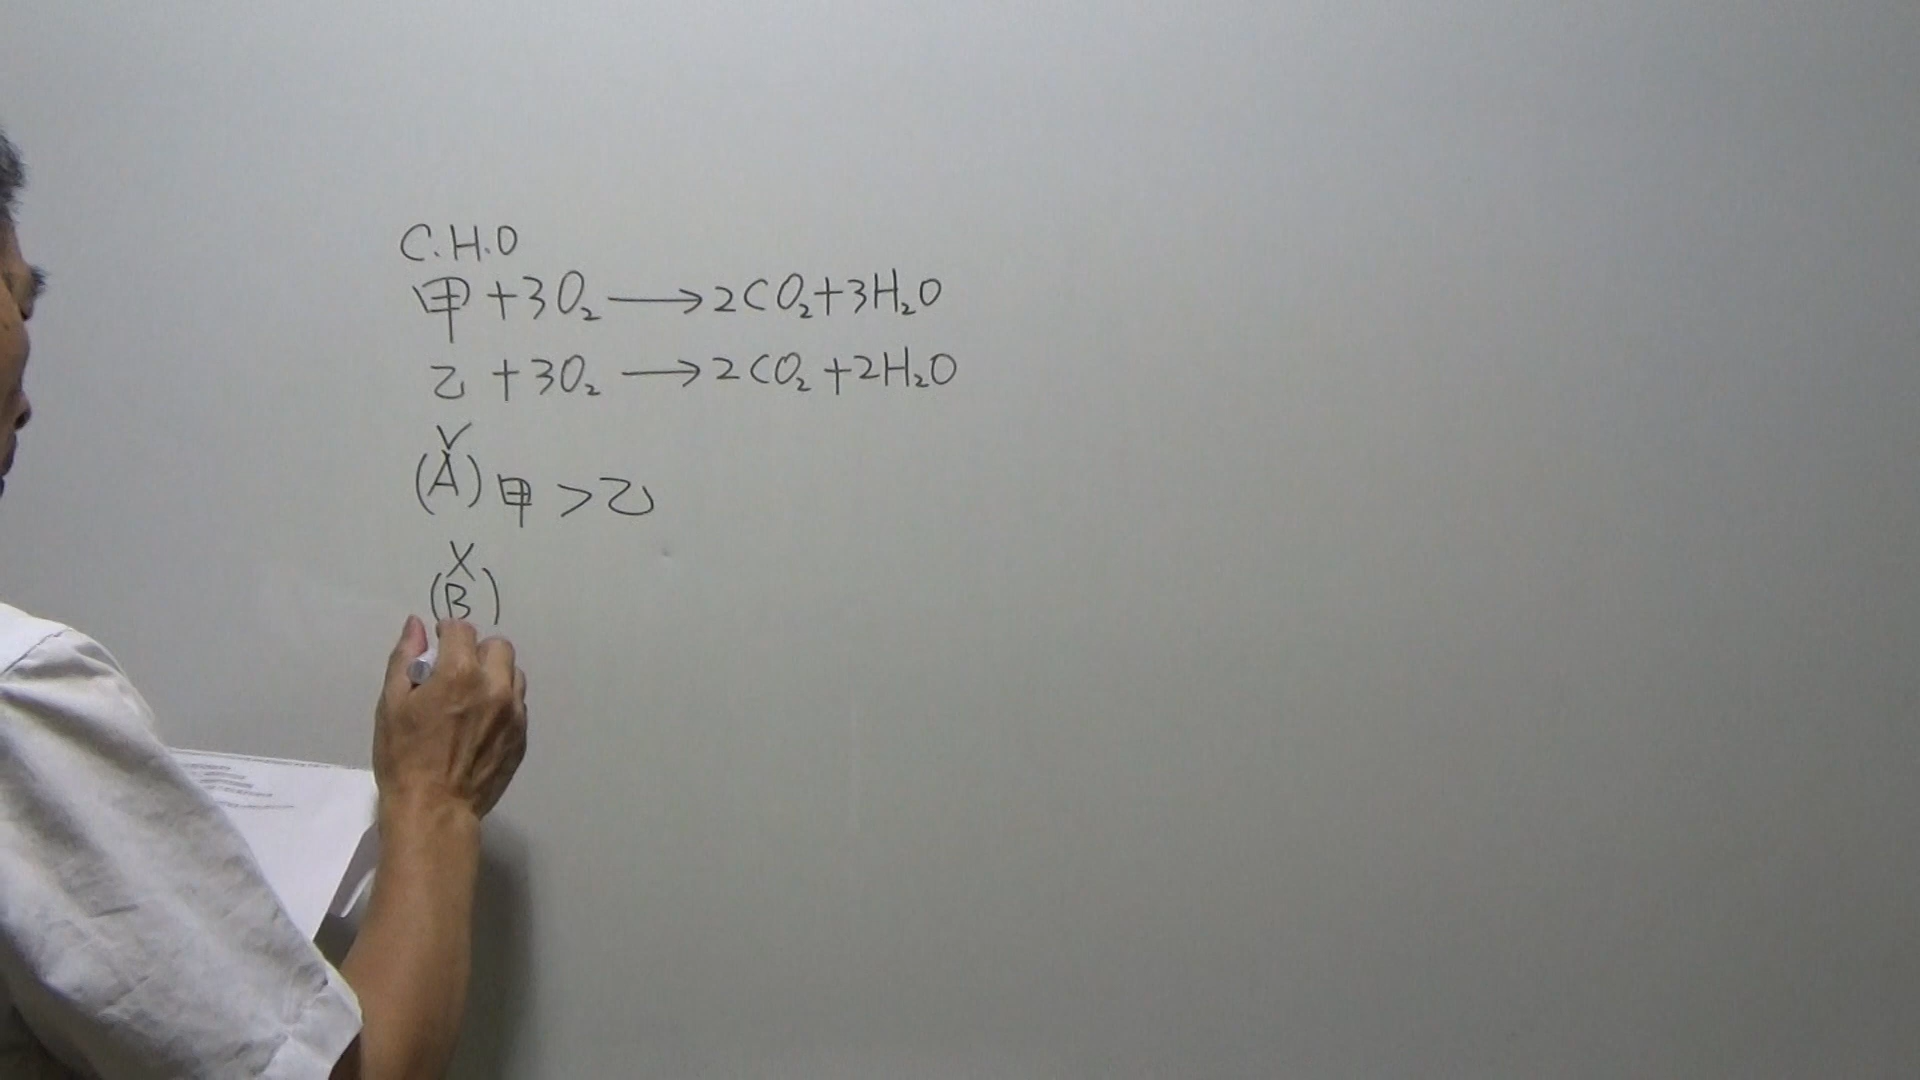 C.H.O
甲 + 3O₂ ⟶ 2CO₂ + 3H₂O
乙 + 3O₂ ⟶ 2CO₂ + 2H₂O
V
(A) 甲 > 乙
X
(B)